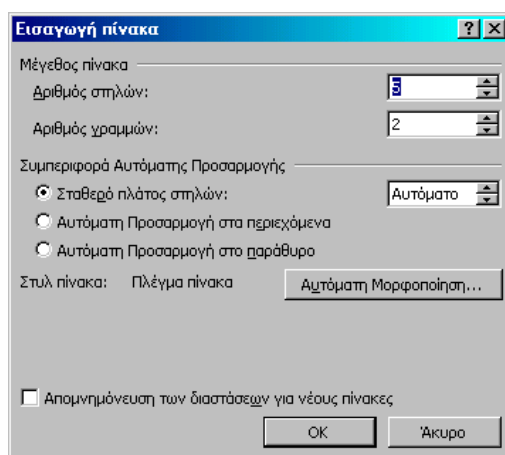 Εισαγωγή πίνακα
Μέγεθος πίνακα
Αριθμός στηλών: 5
Αριθμός γραμμών: 2
Συμπεριφορά Αυτόματης Προσαρμογής
Σταθερό πλάτος στηλών: Αυτόματο
Αυτόματη Προσαρμογή στα περιεχόμενα
Αυτόματη Προσαρμογή στο παράθυρο
Στυλ πίνακα: Πλέγμα πίνακα Αυτόματη Μορφοποίηση...
Απομνημόνευση των διαστάσεων για νέους πίνακες
OK Άκυρο